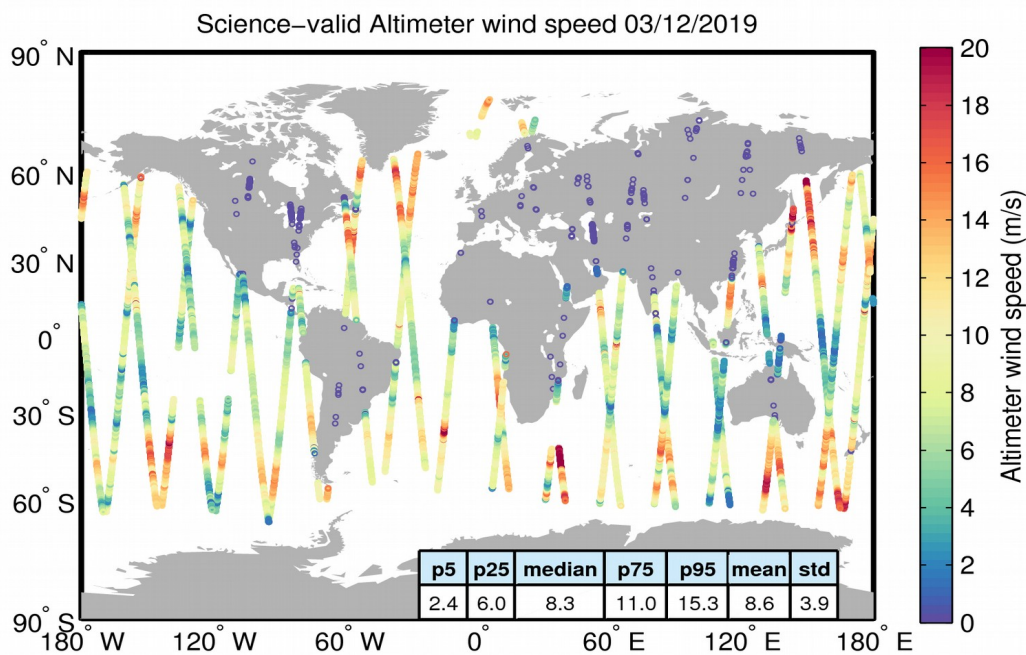 Science−valid Altimeter wind speed 03/12/2019
90° N
60° N
30° N
0°
30° S
60° S
90° S
180° W
120° W
60° W
0°
60° E
120° E
180° E
p5 p25 median p75 p95 mean std
2.4 6.0 8.3 11.0 15.3 8.6 3.9
20
18
16
14
12
10
8
6
4
2
0
Altimeter wind speed (m/s)